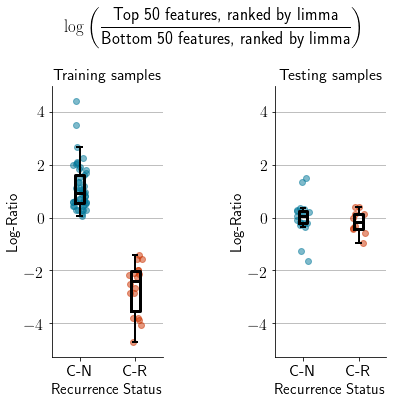 log ( Top 50 features, ranked by limma / Bottom 50 features, ranked by limma )
Training samples
4
2
0
−2
−4
Log-Ratio
C-N C-R
Recurrence Status
Testing samples
4
2
0
−2
−4
Log-Ratio
C-N C-R
Recurrence Status